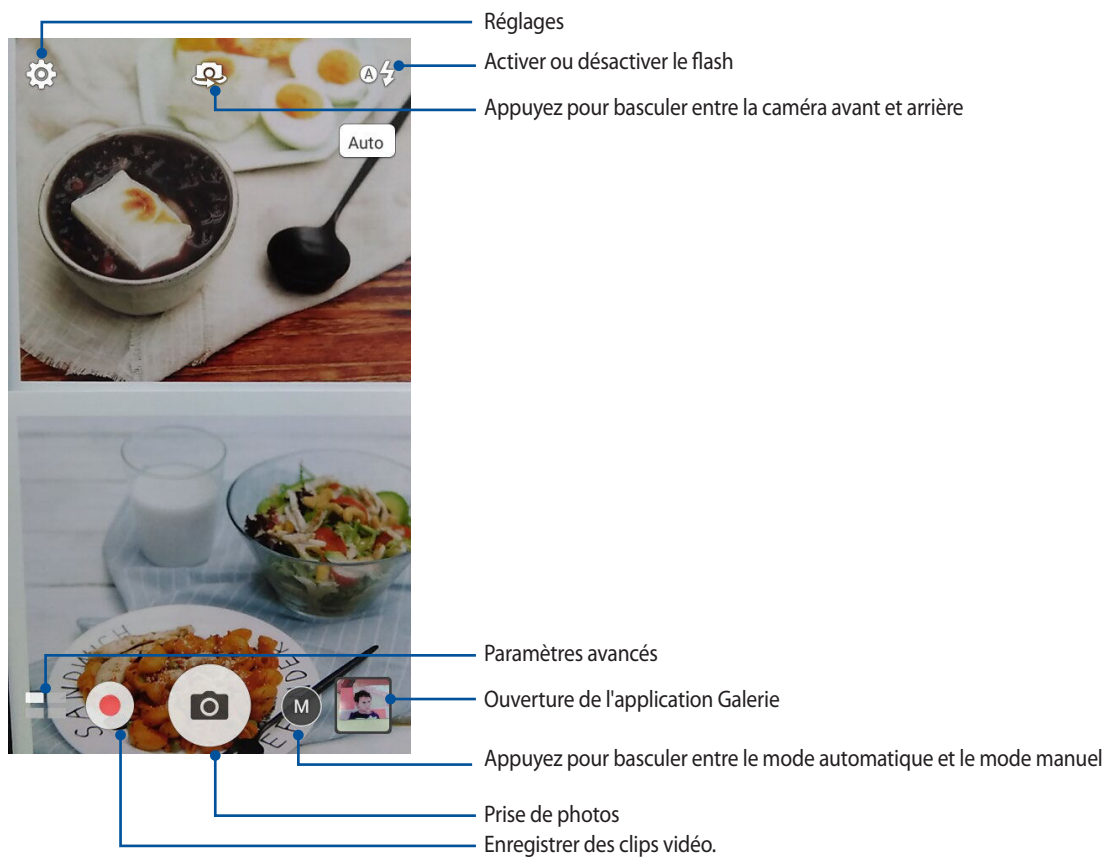 Réglages
Activer ou désactiver le flash
Appuyez pour basculer entre la caméra avant et arrière
A
Auto
SANDWICH
Paramètres avancés
Ouverture de l'application Galerie
M
Appuyez pour basculer entre le mode automatique et le mode manuel
Prise de photos
Enregistrer des clips vidéo.